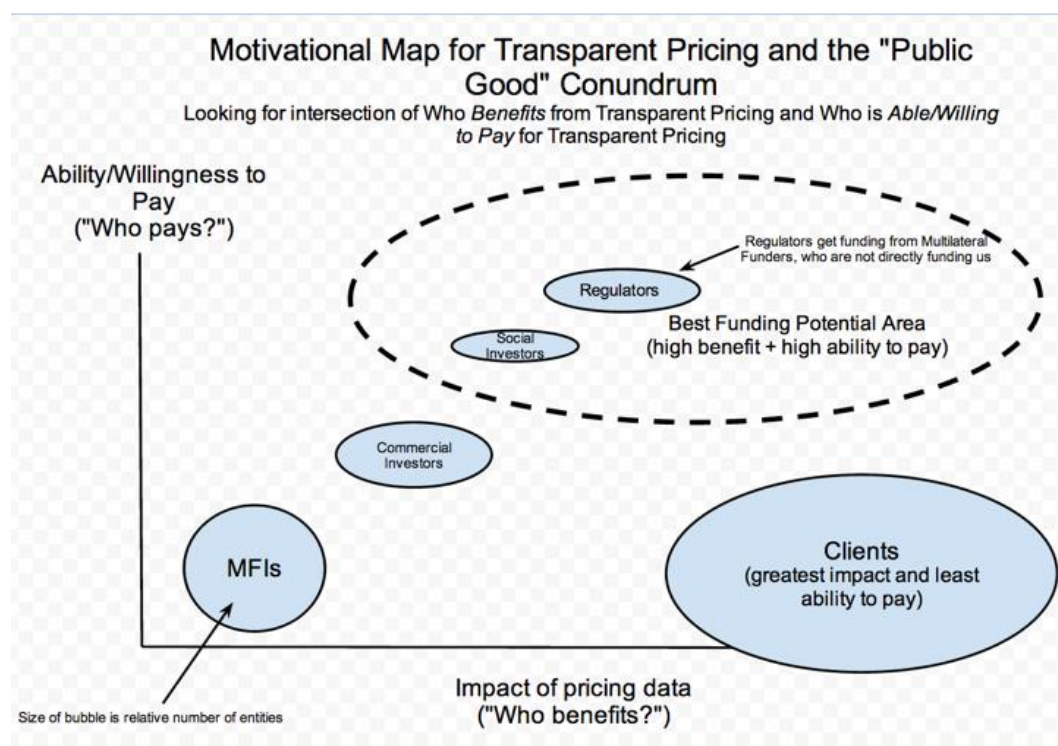 Motivational Map for Transparent Pricing and the "Public
Good" Conundrum
Looking for intersection of Who Benefits from Transparent Pricing and Who is Able/Willing
to Pay for Transparent Pricing
Ability/Willingness to
Pay
("Who pays?")
Regulators get funding from Multilateral
Funders, who are not directly funding us
Regulators
Best Funding Potential Area
(high benefit + high ability to pay)
Social
Investors
Commercial
Investors
MFIs
Clients
(greatest impact and least
ability to pay)
Impact of pricing data
("Who benefits?")
Size of bubble is relative number of entities